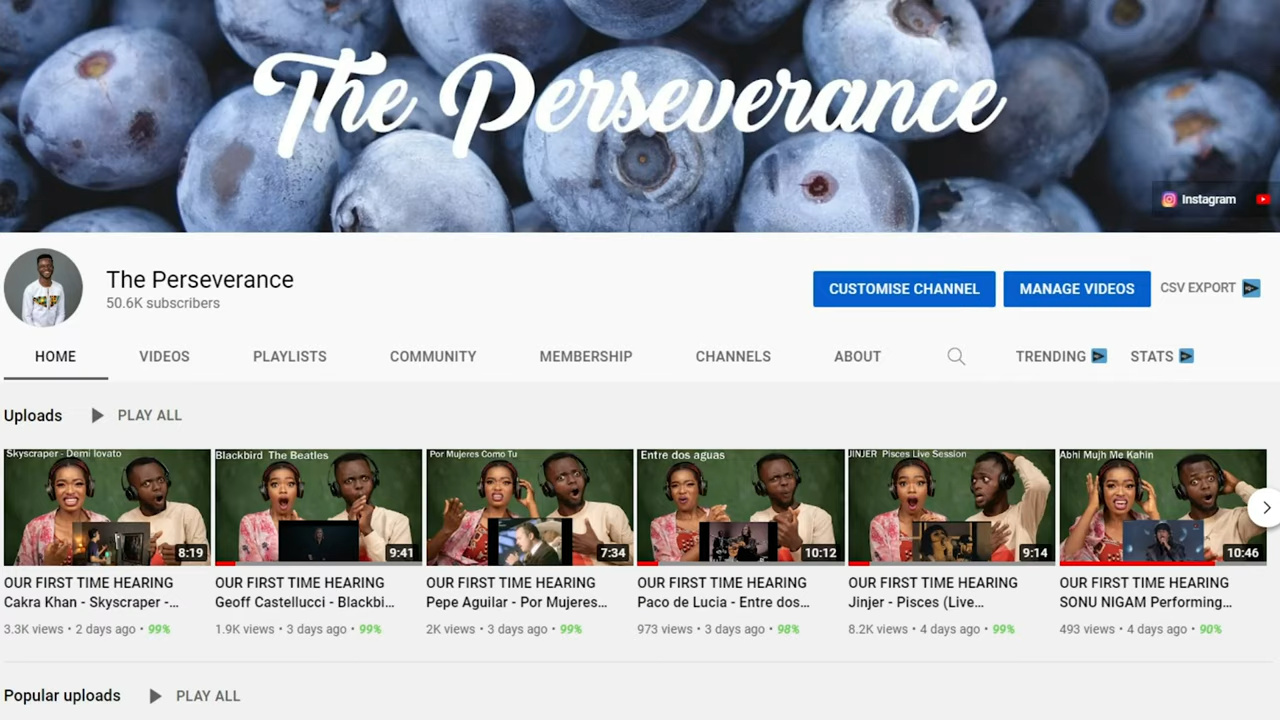 The Perseverance
Instagram
The Perseverance
50.6K subscribers
CUSTOMISE CHANNEL
MANAGE VIDEOS
CSV EXPORT
HOME
VIDEOS
PLAYLISTS
COMMUNITY
MEMBERSHIP
CHANNELS
ABOUT
TRENDING
STATS
Uploads
PLAY ALL
Skyscraper - Demi lovato
8:19
OUR FIRST TIME HEARING
Cakra Khan - Skyscraper -...
3.3K views • 2 days ago • 99%
Blackbird The Beatles
9:41
OUR FIRST TIME HEARING
Geoff Castellucci - Blackbi...
1.9K views • 3 days ago • 99%
Por Mujeres Como Tu
7:34
OUR FIRST TIME HEARING
Pepe Aguilar - Por Mujeres...
2K views • 3 days ago • 99%
Entre dos aguas
10:12
OUR FIRST TIME HEARING
Paco de Lucia - Entre dos...
973 views • 3 days ago • 98%
JINJER Pisces Live Session
9:14
OUR FIRST TIME HEARING
Jinjer - Pisces (Live...
8.2K views • 4 days ago • 99%
Abhi Mujh Me Kahin
10:46
OUR FIRST TIME HEARING
SONU NIGAM Performing...
493 views • 4 days ago • 90%
Popular uploads
PLAY ALL